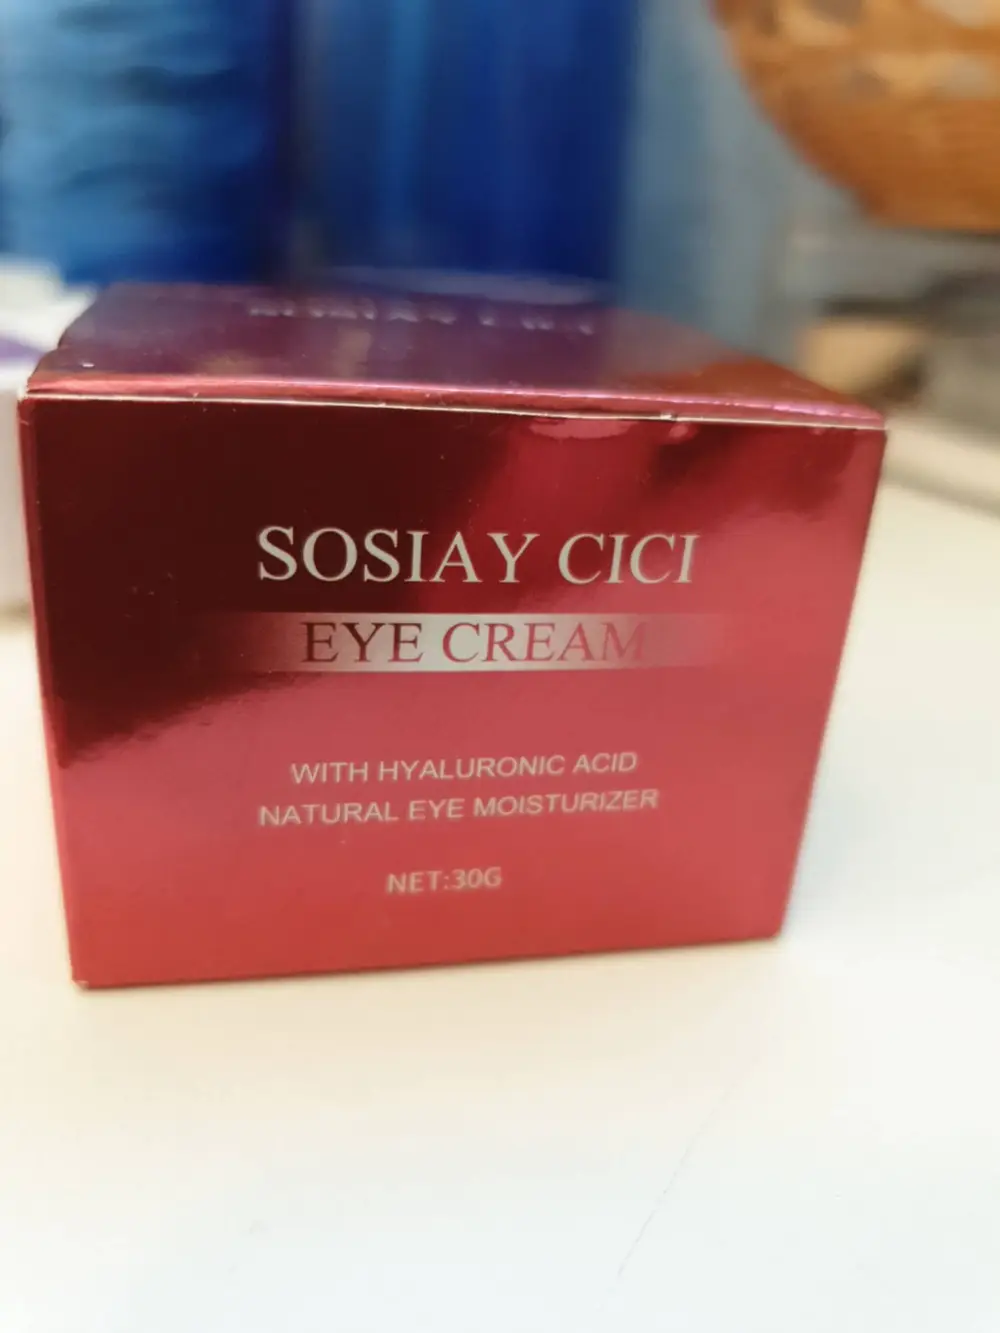 SOSIAY CICI
EYE CREAM
WITH HYALURONIC ACID
NATURAL EYE MOISTURIZER
NET:30G